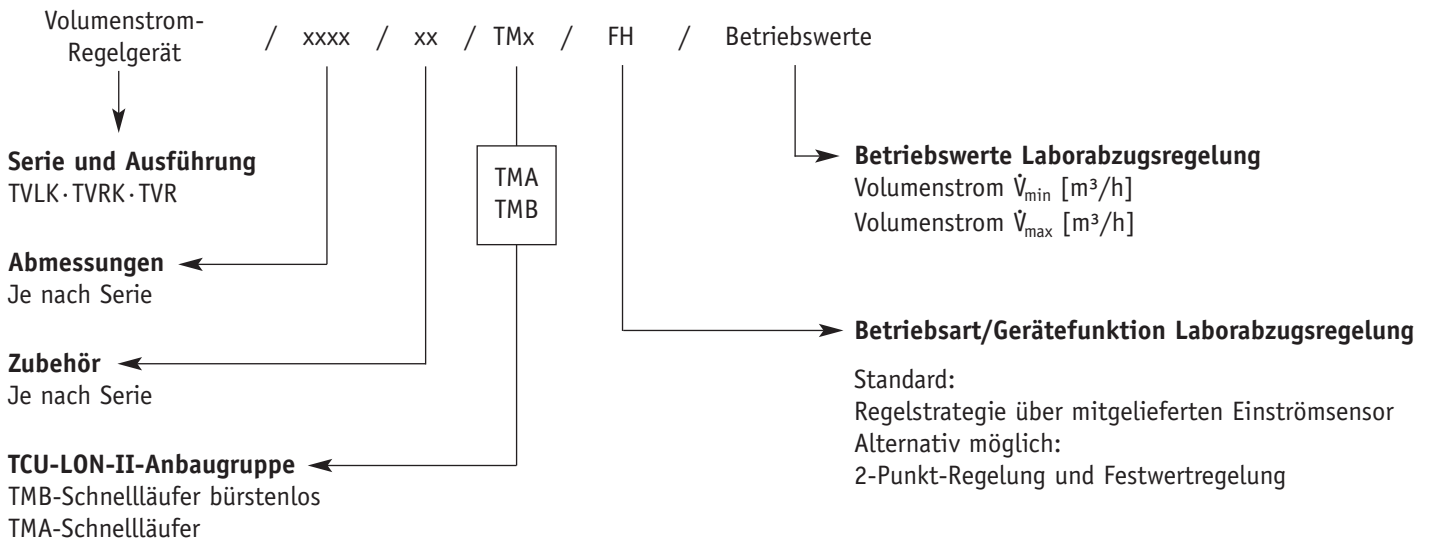 Volumenstrom-
Regelgerät / xxxx / xx / TMx / FH / Betriebswerte
Serie und Ausführung
TVLK·TVRK·TVR
Abmessungen
Je nach Serie
Zubehör
Je nach Serie
TCU-LON-II-Anbaugruppe
TMB-Schnellläufer bürstenlos
TMA-Schnellläufer
TMA
TMB
Betriebswerte Laborabzugsregelung
Volumenstrom V̇min [m³/h]
Volumenstrom V̇max [m³/h]
Betriebsart/Gerätefunktion Laborabzugsregelung
Standard:
Regelstrategie über mitgelieferten Einströmsensor
Alternativ möglich:
2-Punkt-Regelung und Festwertregelung